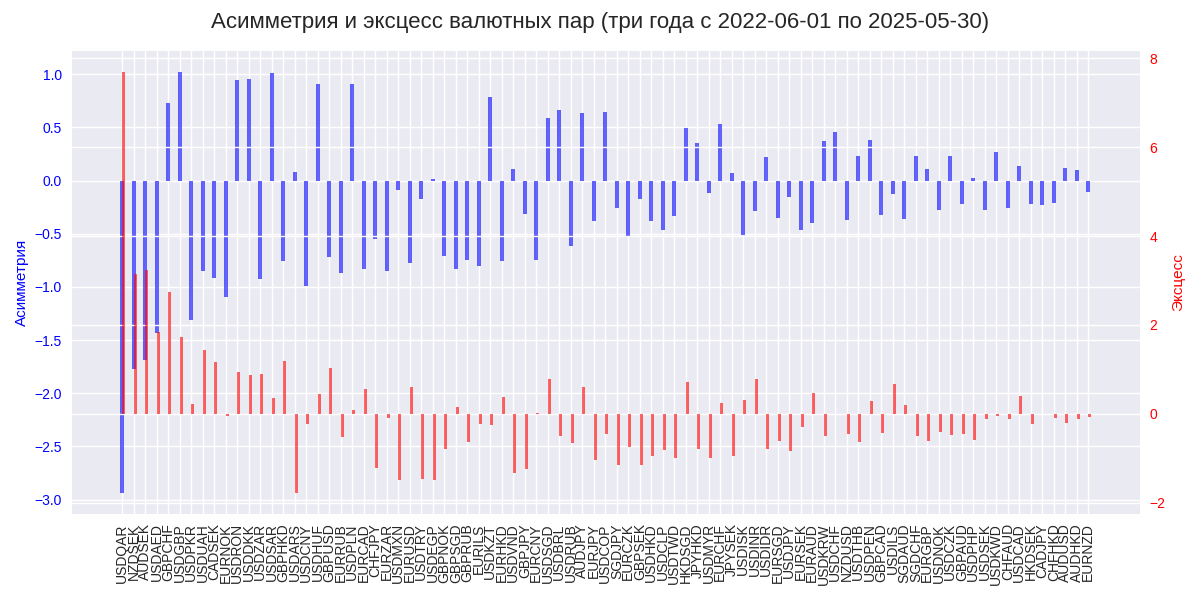 Асимметрия и эксцесс валютных пар (три года с 2022-06-01 по 2025-05-30)
1.0
0.5
0.0
−0.5
−1.0
−1.5
−2.0
−2.5
−3.0
Асимметрия
8
6
4
2
0
−2
Эксцесс
USDQAR
NZDSEK
AUDSEK
USDAED
GBPCHF
USDGBP
USDPKR
USDUAH
CADSEK
EURNOK
USDRON
USDDKK
USDZAR
USDSAR
GBPHKD
USDARS
USDCNY
USDHUF
GBPUSD
EURRUB
USDPLN
EURCAD
CHFJPY
EURZAR
USDMXN
EURUSD
USDTRY
USDEGP
GBPNOK
GBPSGD
GBPRUB
EURILS
USDKZT
EURHKD
USDVND
GBPJPY
EURCNY
USDSGD
USDBRL
USDRUB
AUDJPY
EURJPY
USDCOP
SGDJPY
EURCZK
GBPSEK
USDHKD
USDCLP
USDTWD
HKDSGD
JPYHKD
USDMYR
EURCHF
JPYSEK
USDISK
USDINR
USDIDR
EURSGD
USDJPY
EURSEK
EURAUD
USDKRW
USDCHF
NZDUSD
USDTHB
USDPEN
GBPCAD
USDILS
SGDAUD
SGDCHF
USDNOK
USDCZK
GBPAUD
USDPHP
USDSEK
CHFAUD
USDCAD
HKDSEK
CADJPY
AUDUSD
AUDHKD
EURNZD